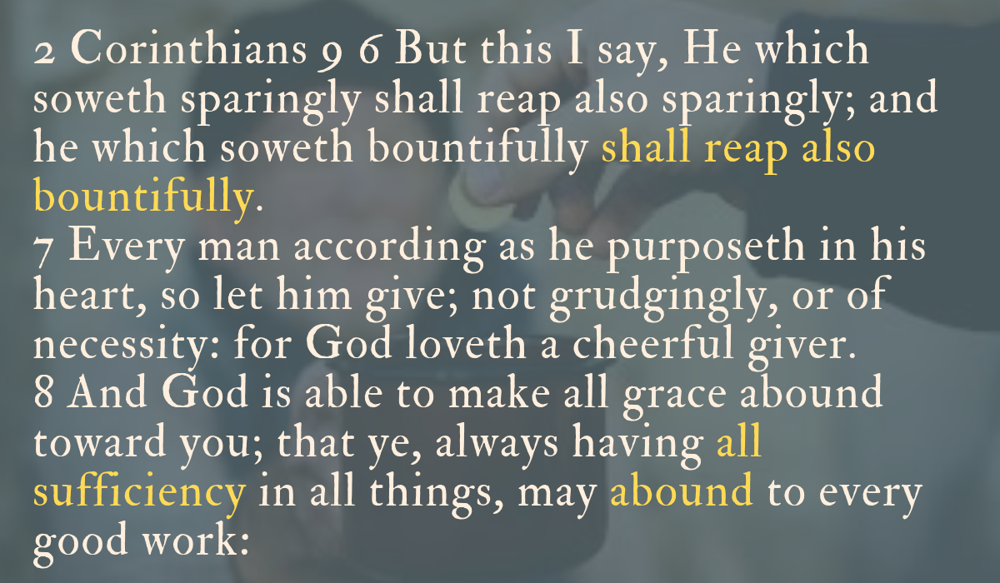 2 Corinthians 9 6 But this I say, He which
soweth sparingly shall reap also sparingly; and
he which soweth bountifully shall reap also
bountifully.
7 Every man according as he purposeth in his
heart, so let him give; not grudgingly, or of
necessity: for God loveth a cheerful giver.
8 And God is able to make all grace abound
toward you; that ye, always having all
sufficiency in all things, may abound to every
good work: